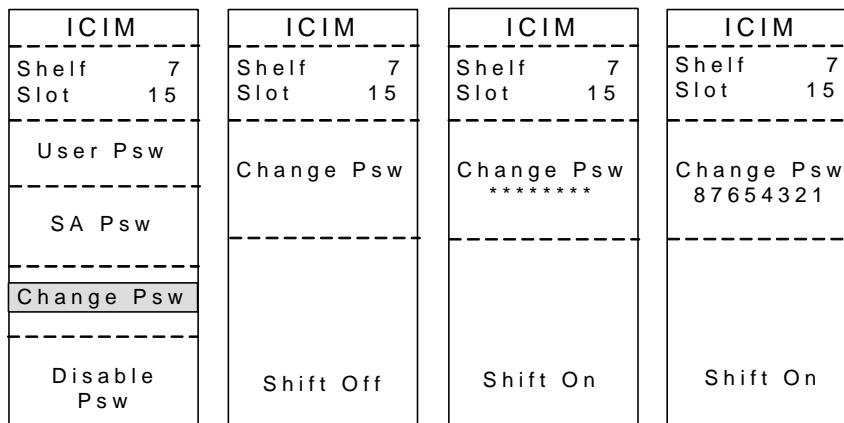 ICIM
Shelf 7
Slot 15
User Psw
SA Psw
Change Psw
Disable
Psw
ICIM
Shelf 7
Slot 15
Change Psw
Shift Off
ICIM
Shelf 7
Slot 15
Change Psw
********
Shift On
ICIM
Shelf 7
Slot 15
Change Psw
87654321
Shift On